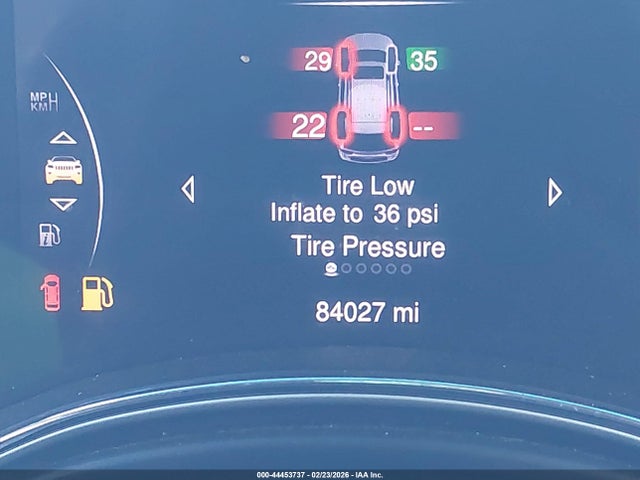 29 35
MPH
KM/H
22 --
Tire Low
Inflate to 36 psi
Tire Pressure
84027 mi
000-44453737 - 02/23/2026 - IAA Inc.